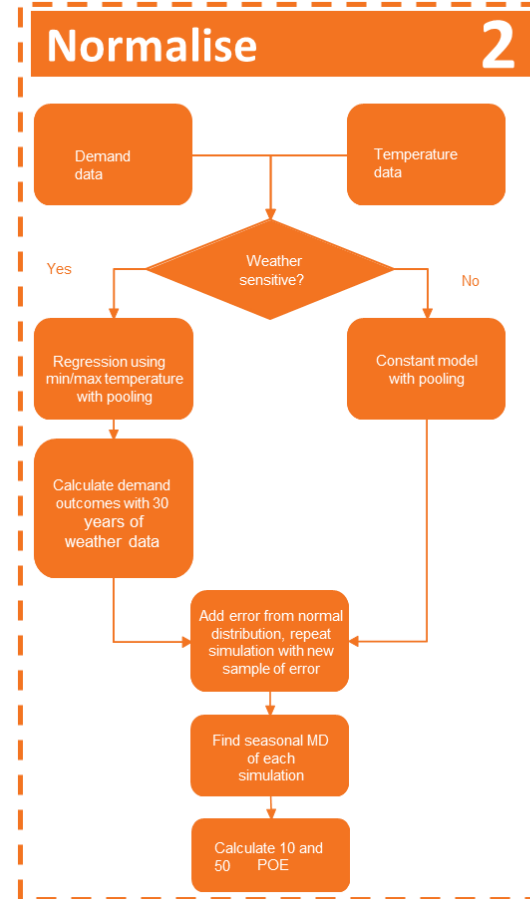 Normalise
2
Demand
data
Temperature
data
Weather
sensitive?
Yes
No
Regression using
min/max temperature
with pooling
Constant model
with pooling
Calculate demand
outcomes with 30
years of
weather data
Add error from normal
distribution, repeat
simulation with new
sample of error
Find seasonal MD
of each
simulation
Calculate 10 and
50 POE